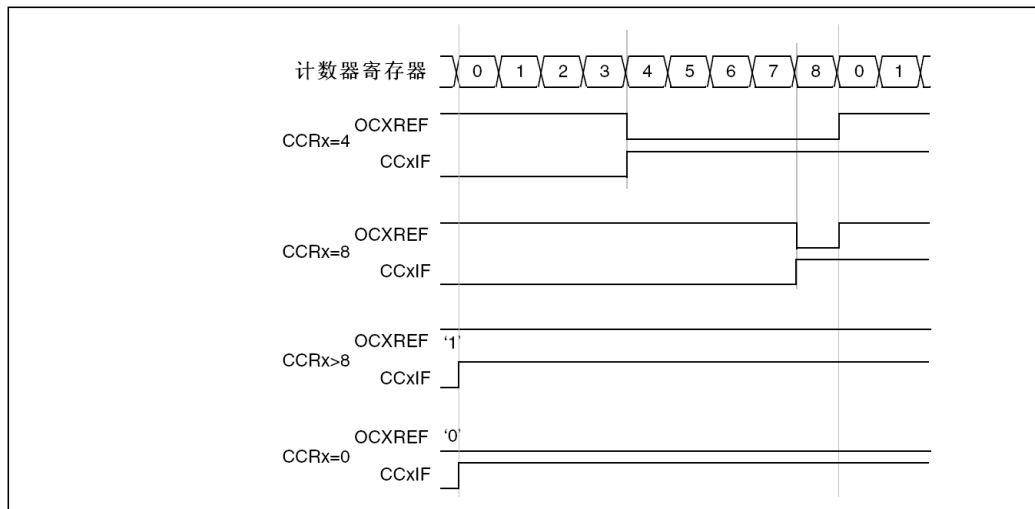 计数器寄存器 0 1 2 3 4 5 6 7 8 0 1
OCXREF
CCRx=4
CCxIF
OCXREF
CCRx=8
CCxIF
OCXREF '1'
CCRx>8
CCxIF
OCXREF '0'
CCRx=0
CCxIF